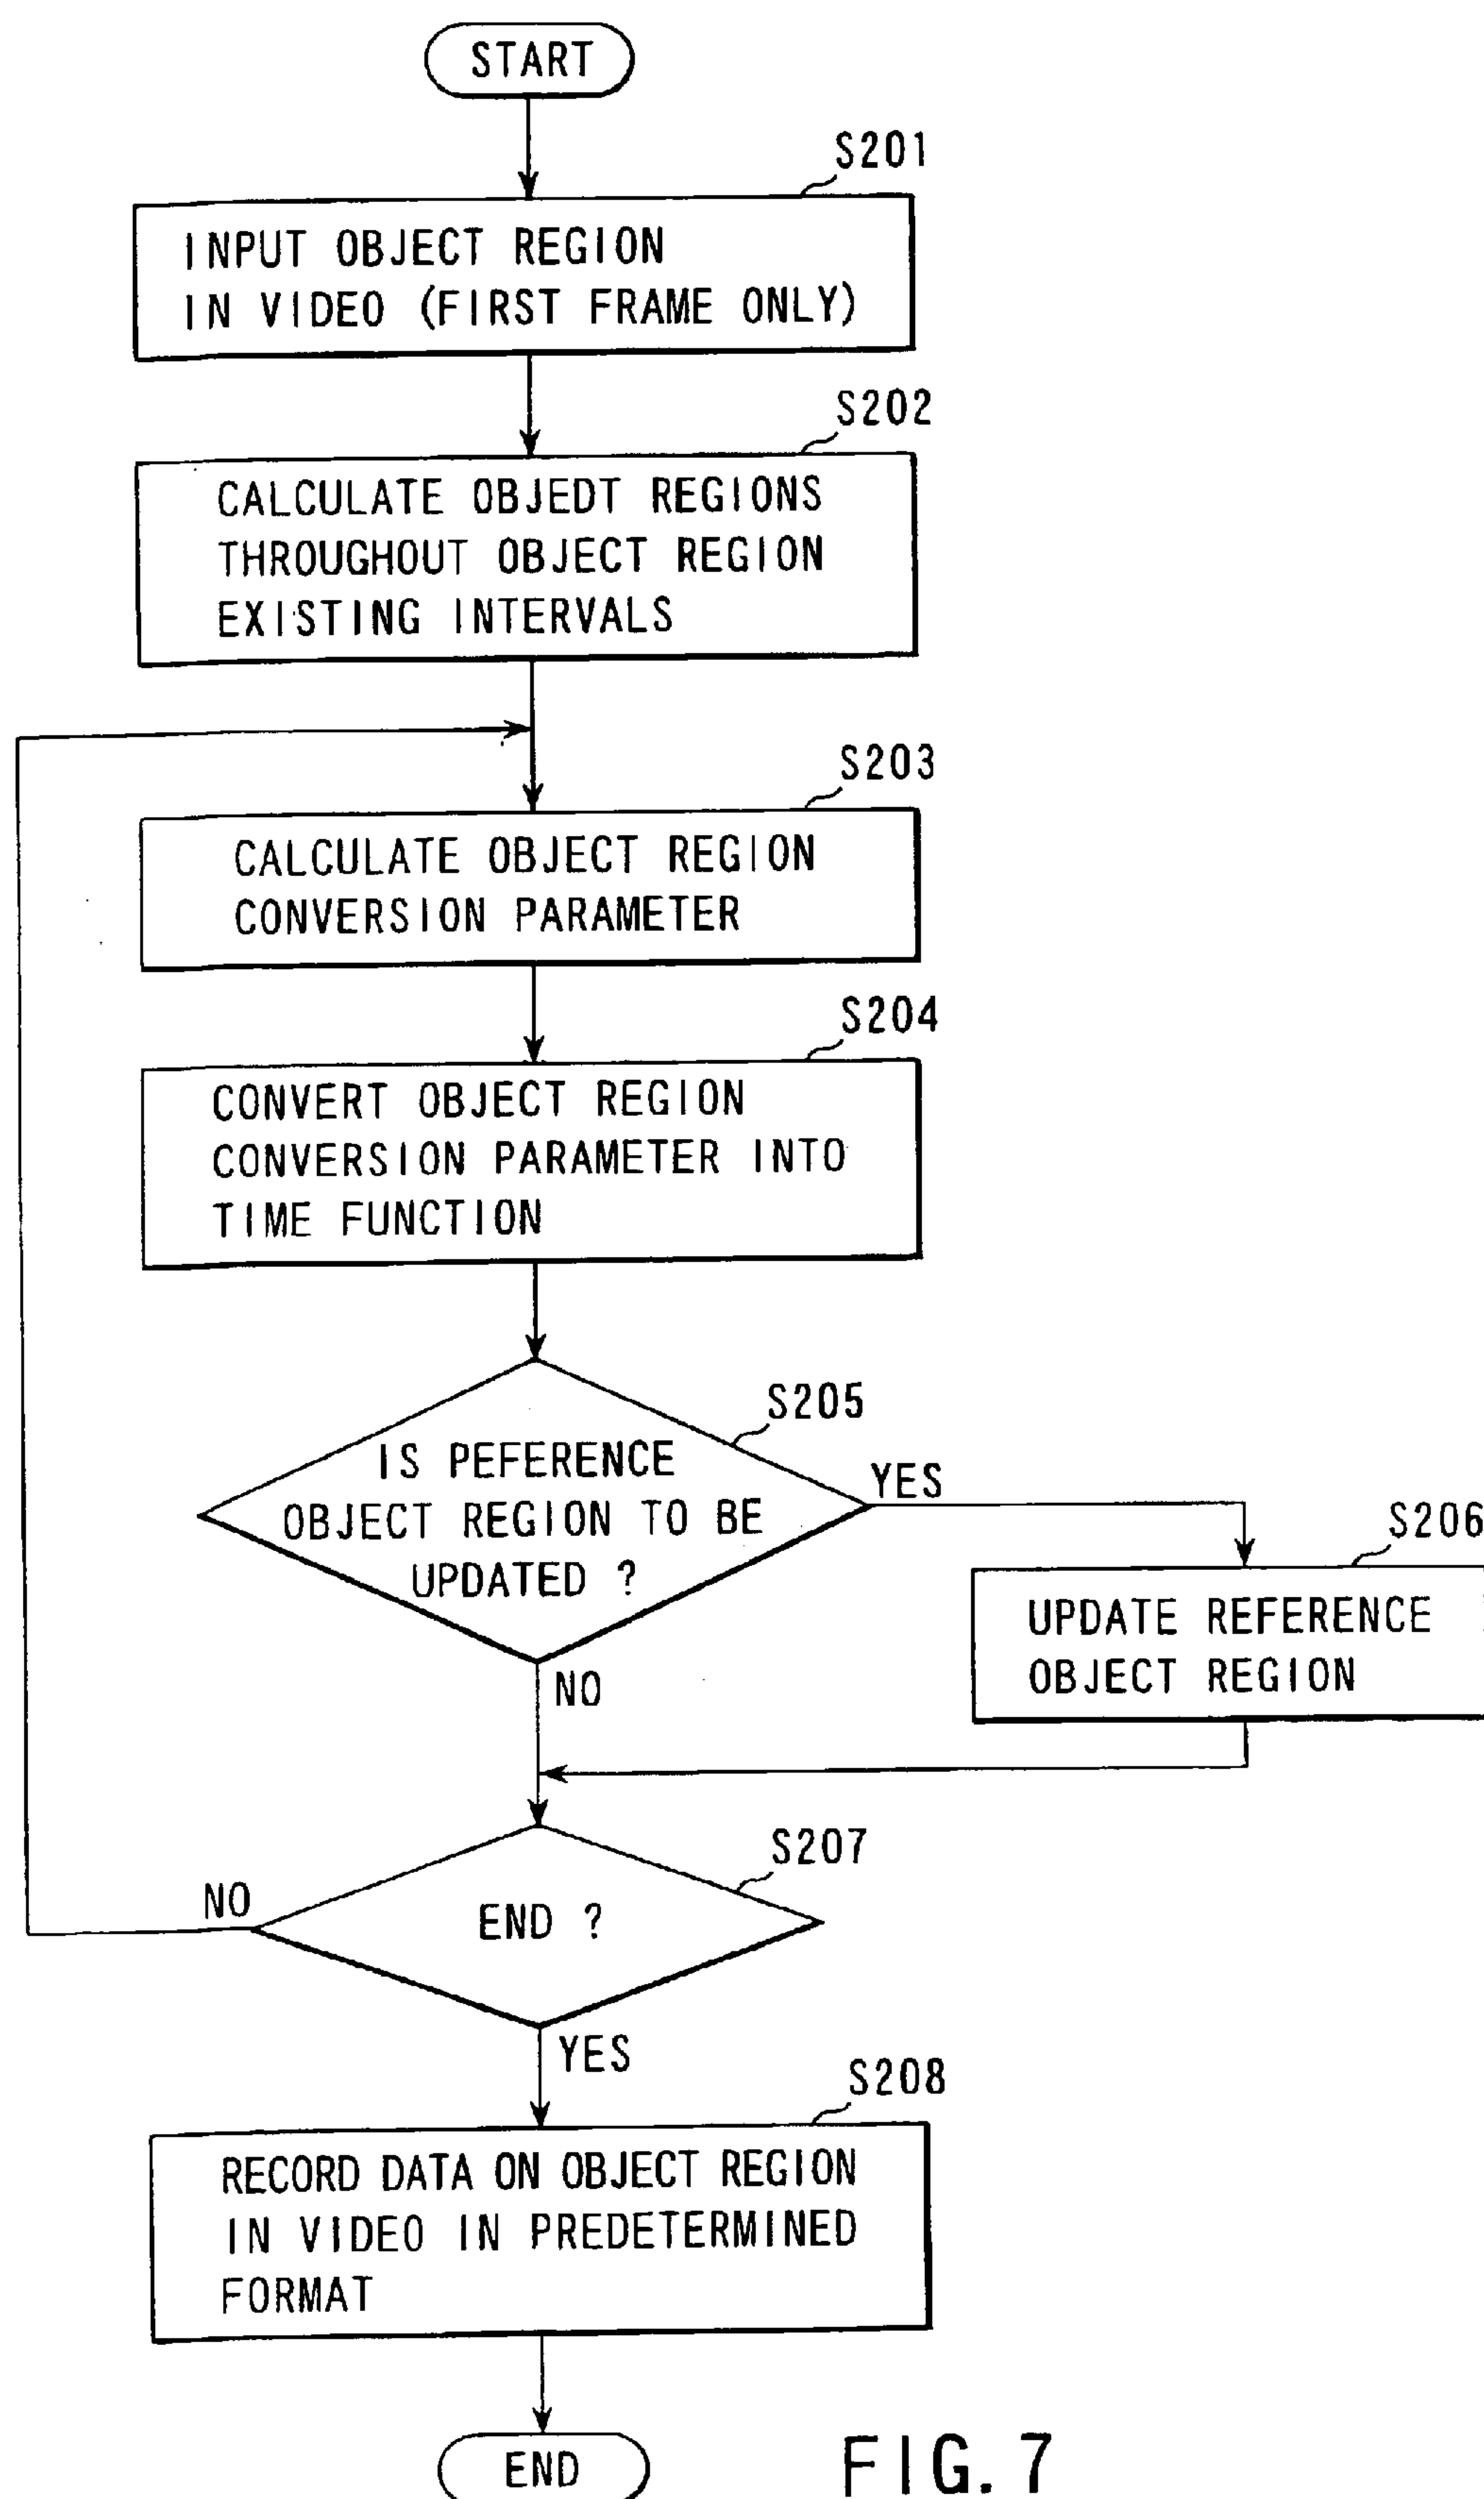 START
S201
INPUT OBJECT REGION
IN VIDEO (FIRST FRAME ONLY)
S202
CALCULATE OBJEDT REGIONS
THROUGHOUT OBJECT REGION
EXISTING INTERVALS
S203
CALCULATE OBJECT REGION
CONVERSION PARAMETER
S204
CONVERT OBJECT REGION
CONVERSION PARAMETER INTO
TIME FUNCTION
S205
IS PEFERENCE
OBJECT REGION TO BE
UPDATED ?
YES
S206
UPDATE REFERENCE
OBJECT REGION
NO
S207
END ?
NO
YES
S208
RECORD DATA ON OBJECT REGION
IN VIDEO IN PREDETERMINED
FORMAT
END
FIG. 7